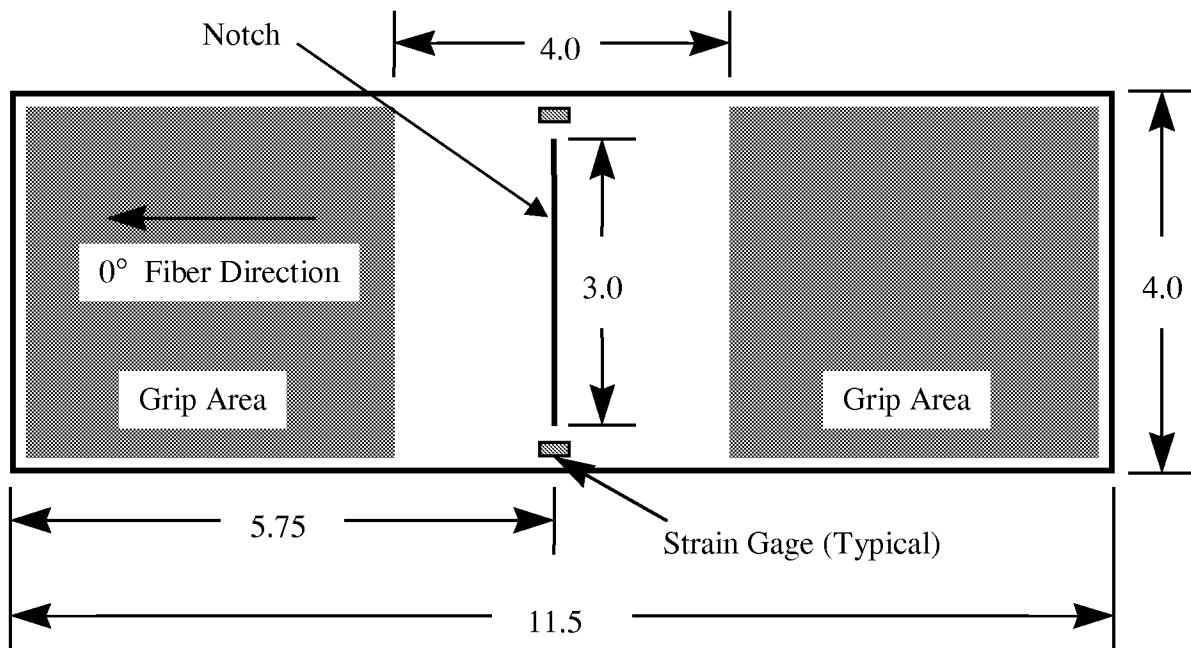 Notch
4.0
0° Fiber Direction
3.0
4.0
Grip Area
Grip Area
5.75
Strain Gage (Typical)
11.5